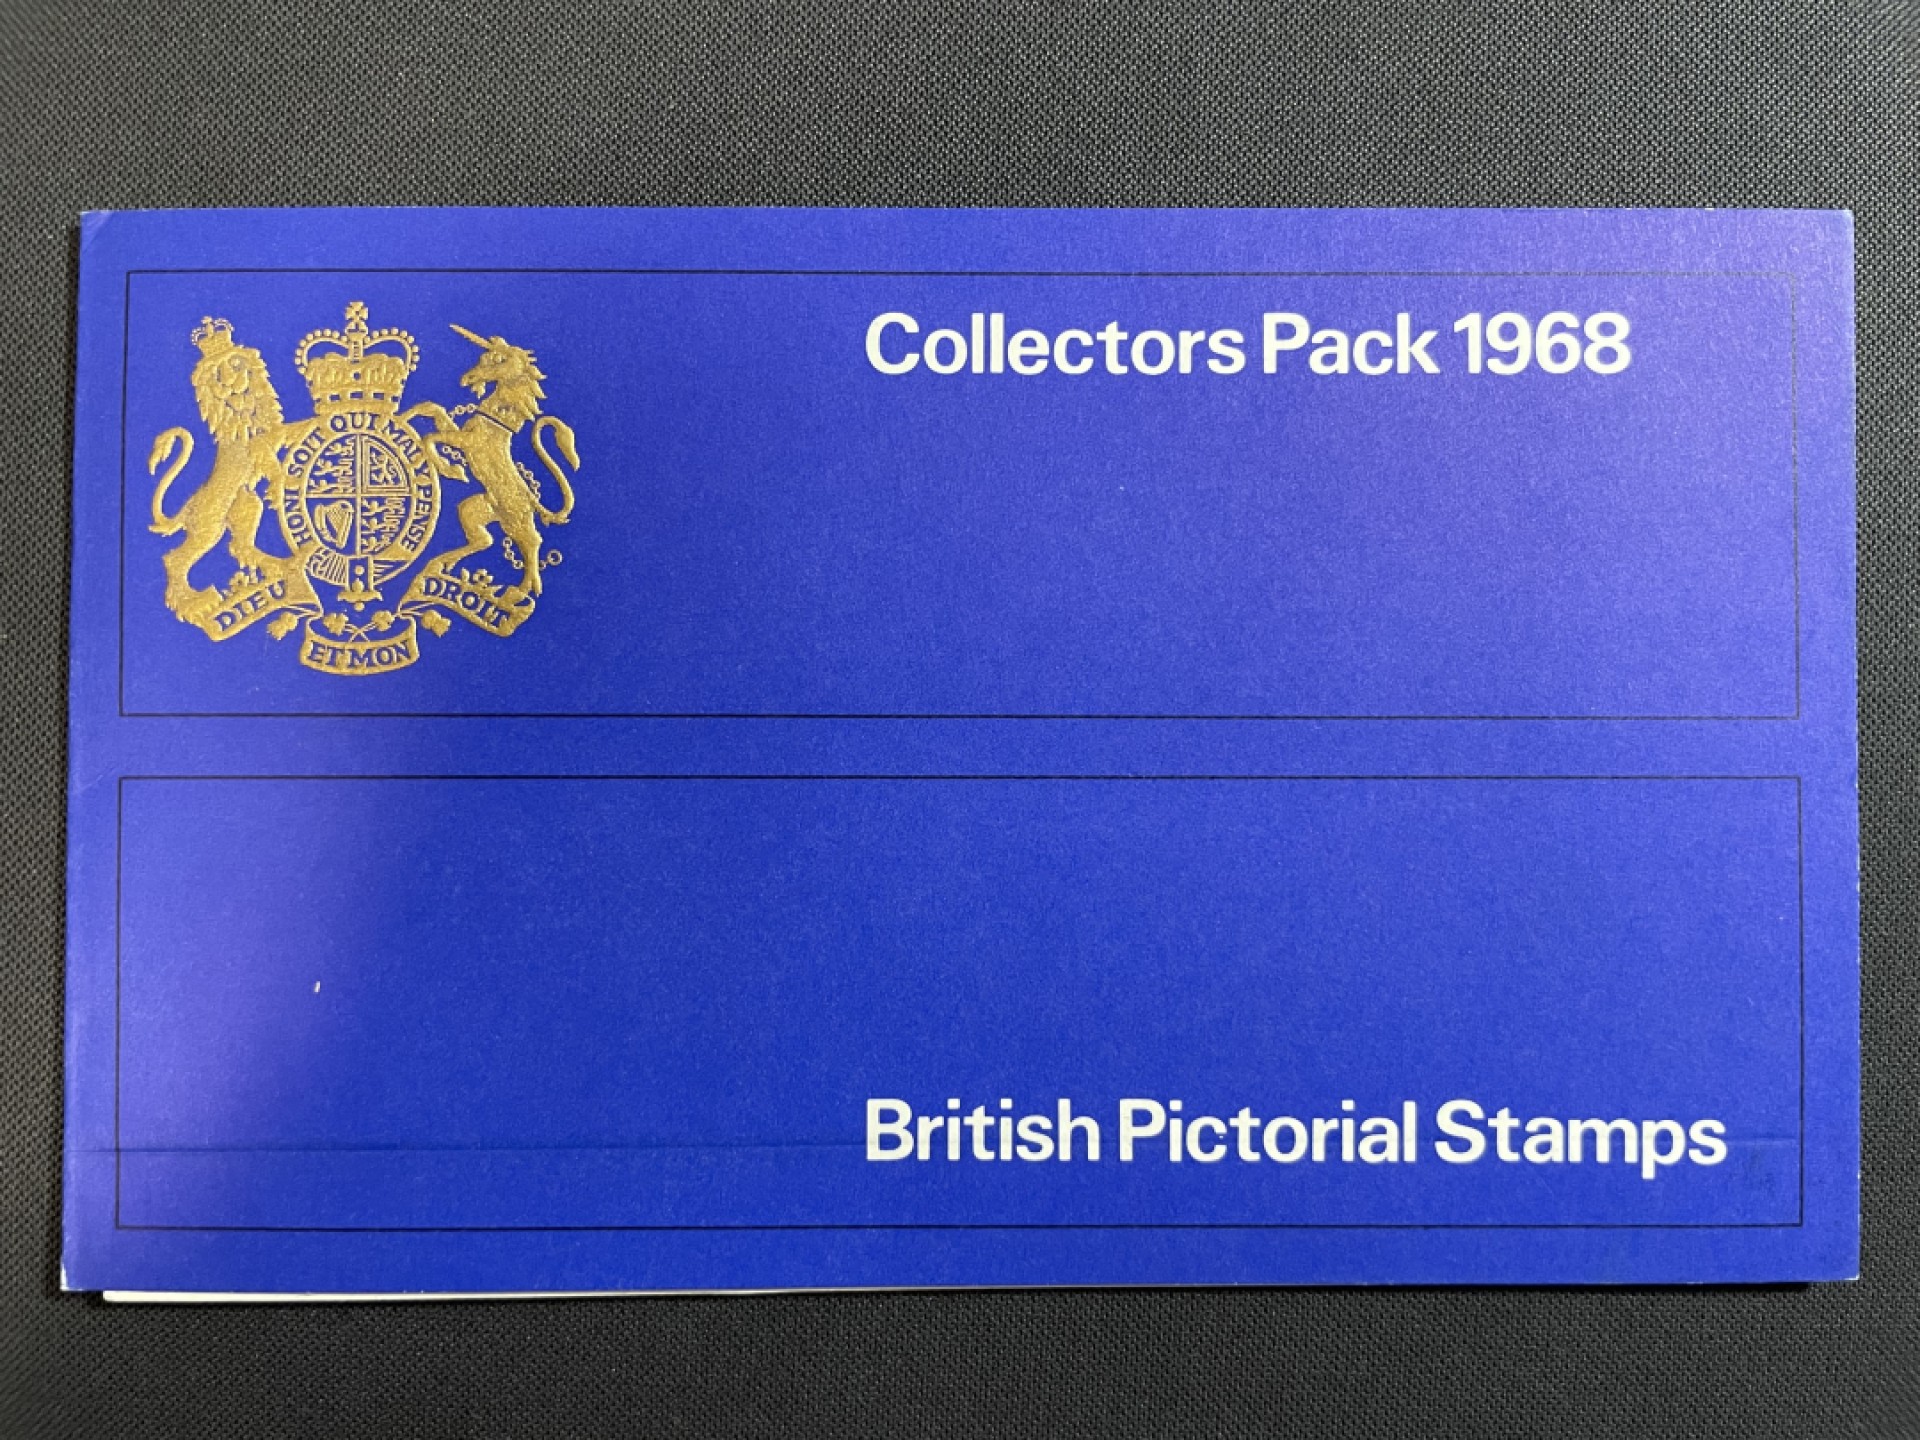 Collectors Pack 1968
HONI SOIT QUI MAL Y PENSE
DIEU ET MON DROIT
British Pictorial Stamps